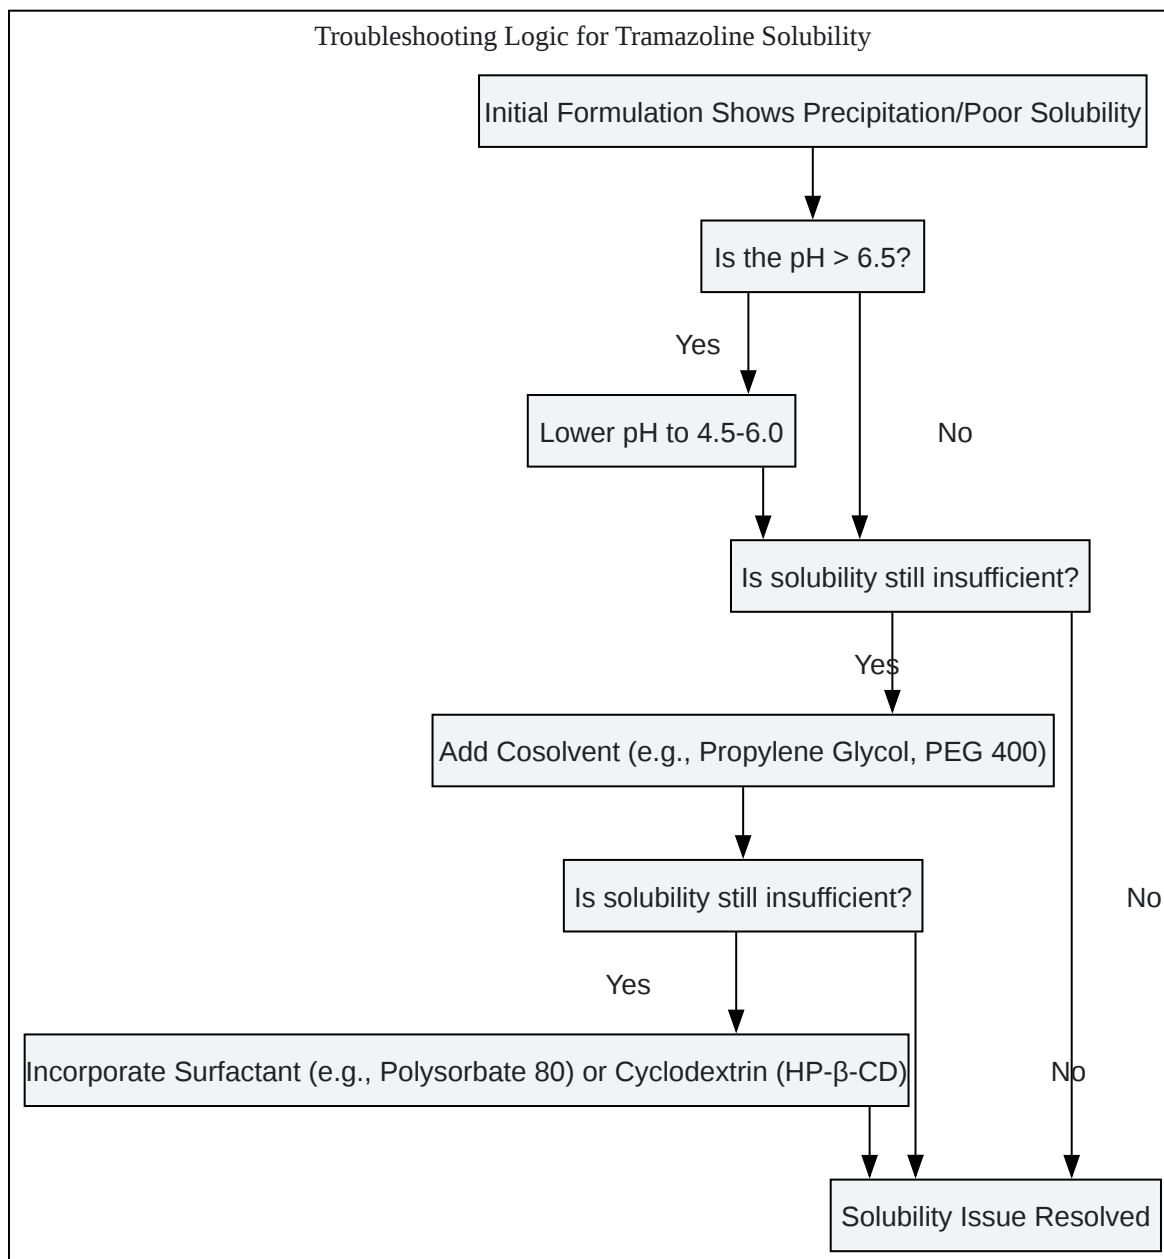 Troubleshooting Logic for Tramazoline Solubility
Initial Formulation Shows Precipitation/Poor Solubility
Is the pH > 6.5?
Yes
Lower pH to 4.5-6.0
No
Is solubility still insufficient?
Yes
Add Cosolvent (e.g., Propylene Glycol, PEG 400)
Is solubility still insufficient?
No
Yes
Incorporate Surfactant (e.g., Polysorbate 80) or Cyclodextrin (HP-β-CD)
No
Solubility Issue Resolved